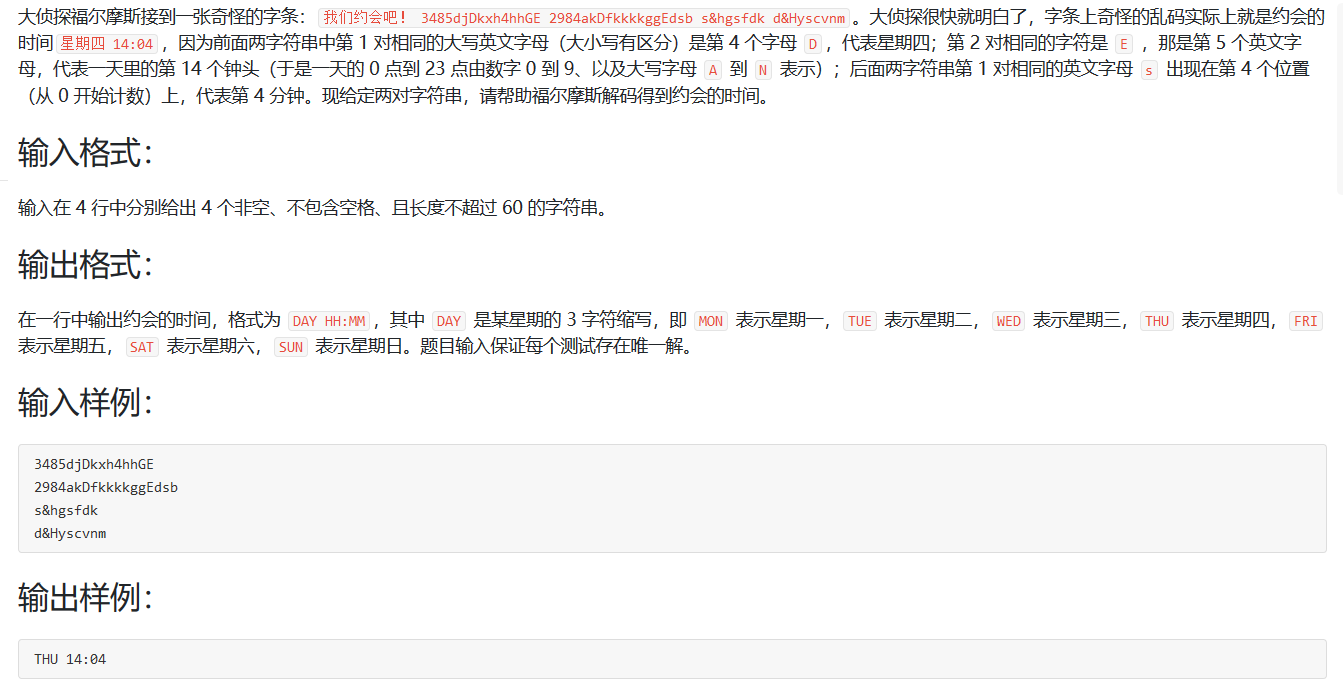 大侦探福尔摩斯接到一张奇怪的字条：我们约会吧！ 3485djDkxh4hhGE 2984akDfkkkkggEdsb s&hgsfdk d&Hyscvnm。大侦探很快就明白了，字条上奇怪的乱码实际上就是约会的
时间星期四 14:04，因为前面两字符串中第 1 对相同的大写英文字母（大小写有区分）是第 4 个字母 D，代表星期四；第 2 对相同的字符是 E ，那是第 5 个英文字
母，代表一天里的第 14 个钟头（于是一天的 0 点到 23 点由数字 0 到 9、以及大写字母 A 到 N 表示）；后面两字符串第 1 对相同的英文字母 s 出现在第 4 个位置
（从 0 开始计数）上，代表第 4 分钟。现给定两对字符串，请帮助福尔摩斯解码得到约会的时间。
输入格式：
输入在 4 行中分别给出 4 个非空、不包含空格、且长度不超过 60 的字符串。
输出格式：
在一行中输出约会的时间，格式为 DAY HH:MM，其中 DAY 是某星期的 3 字符缩写，即 MON 表示星期一，TUE 表示星期二，WED 表示星期三，THU 表示星期四，FRI
表示星期五，SAT 表示星期六，SUN 表示星期日。题目输入保证每个测试存在唯一解。
输入样例：
3485djDkxh4hhGE
2984akDfkkkkggEdsb
s&hgsfdk
d&Hyscvnm
输出样例：
THU 14:04